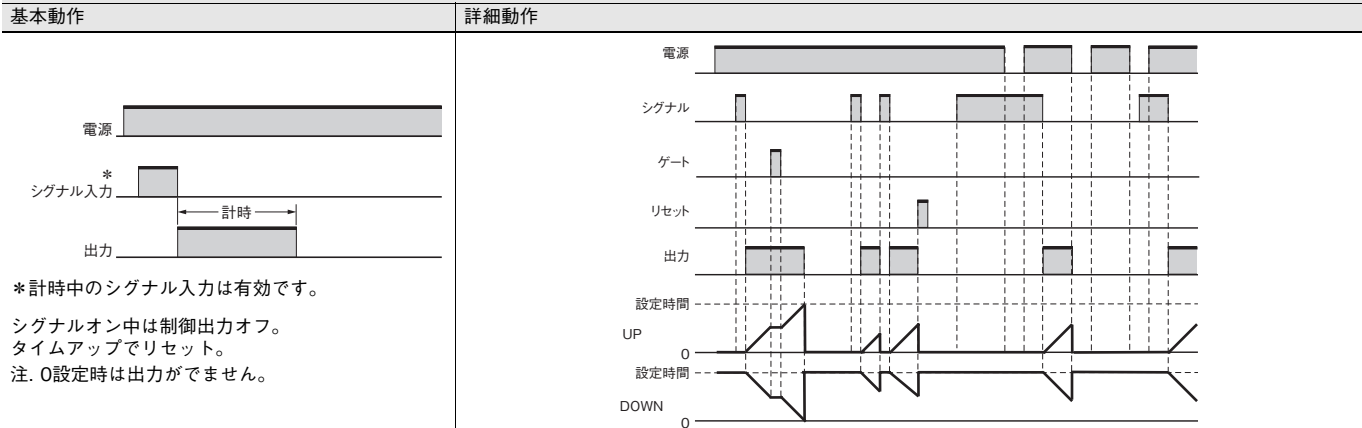 基本動作
詳細動作
電源
*
シグナル入力
計時
出力
*計時中のシグナル入力は有効です。
シグナルオン中は制御出力オフ。
タイムアップでリセット。
注. 0設定時は出力がでません。
電源
シグナル
ゲート
リセット
出力
設定時間
UP
0
設定時間
DOWN
0